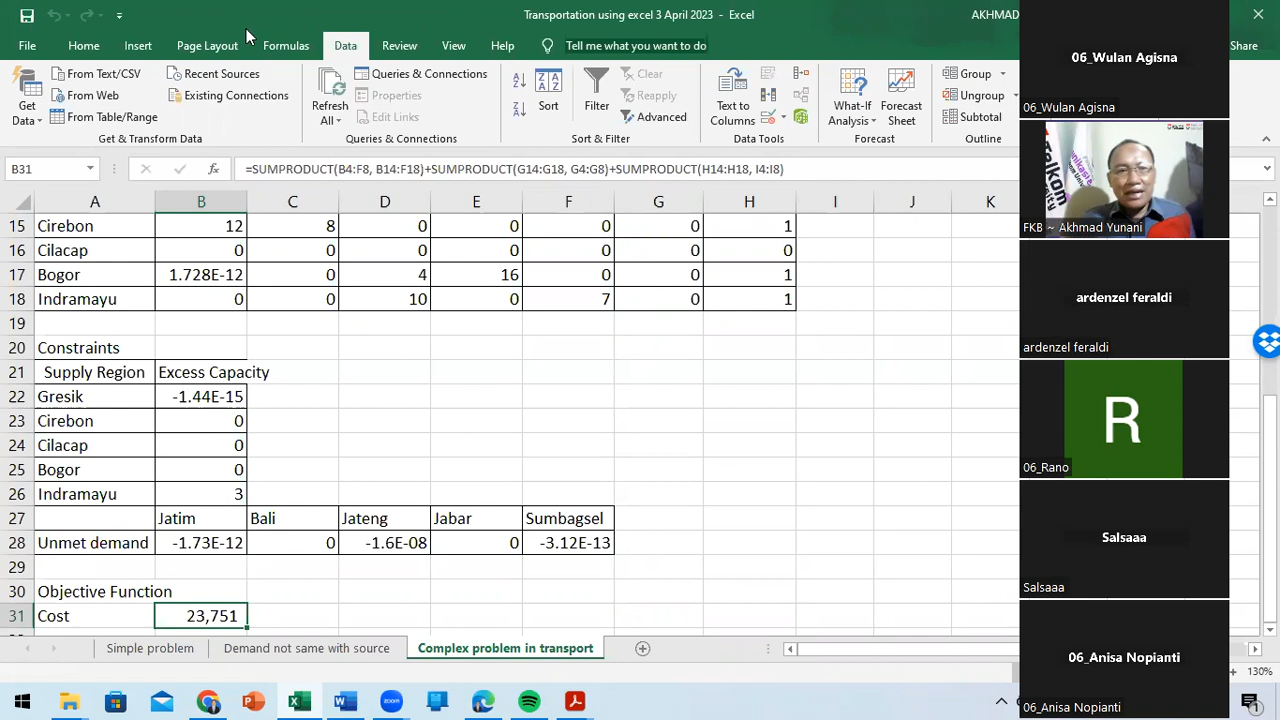 Transportation using excel 3 April 2023 - Excel
AKHMAD
File Home Insert Page Layout Formulas Data Review View Help Tell me what you want to do Share
Get Data
From Text/CSV
From Web
From Table/Range
Recent Sources
Existing Connections
Get & Transform Data
Refresh All
Queries & Connections
Properties
Edit Links
Queries & Connections
Sort
Filter
Clear
Reapply
Advanced
Sort & Filter
Text to Columns
Data Tools
What-If Analysis
Forecast Sheet
Forecast
Group
Ungroup
Subtotal
Outline
B31 fx =SUMPRODUCT(B4:F8, B14:F18)+SUMPRODUCT(G14:G18, G4:G8)+SUMPRODUCT(H14:H18, I4:I8)
A B C D E F G H I J K
15 Cirebon 12 8 0 0 0 0 1
16 Cilacap 0 0 0 0 0 0 0
17 Bogor 1.728E-12 0 4 16 0 0 1
18 Indramayu 0 0 10 0 7 0 1
19
20 Constraints
21 Supply Region Excess Capacity
22 Gresik -1.44E-15
23 Cirebon 0
24 Cilacap 0
25 Bogor 0
26 Indramayu 3
27 Jatim Bali Jateng Jabar Sumbagsel
28 Unmet demand -1.73E-12 0 -1.6E-08 0 -3.12E-13
29
30 Objective Function
31 Cost 23,751
Simple problem Demand not same with source Complex problem in transport
130%
zoom
1
06_Wulan Agisna
06_Wulan Agisna
FKB ~ Akhmad Yunani
ardenzel feraldi
ardenzel feraldi
R
06_Rano
Salsaaa
Salsaaa
06_Anisa Nopianti
06_Anisa Nopianti